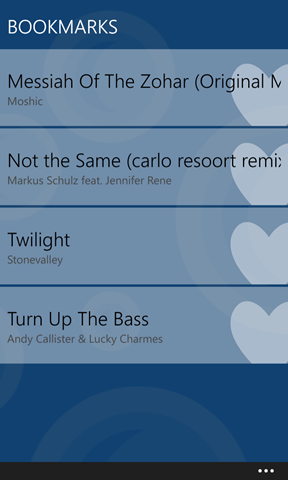 BOOKMARKS
Messiah Of The Zohar (Original M
Moshic
Not the Same (carlo resoort remix
Markus Schulz feat. Jennifer Rene
Twilight
Stonevalley
Turn Up The Bass
Andy Callister & Lucky Charmes